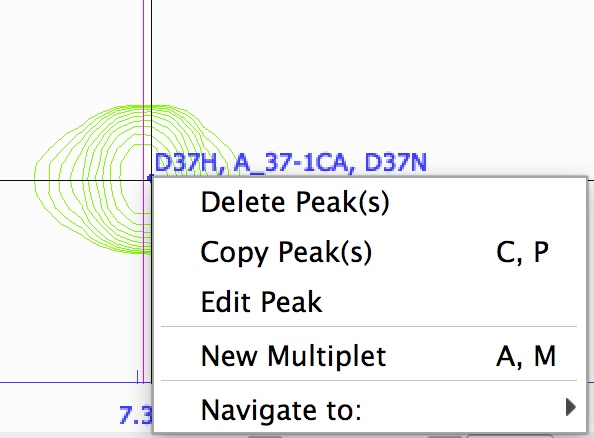 D37H, A_37-1CA, D37N
Delete Peak(s)
Copy Peak(s) C, P
Edit Peak
New Multiplet A, M
Navigate to:
7.3